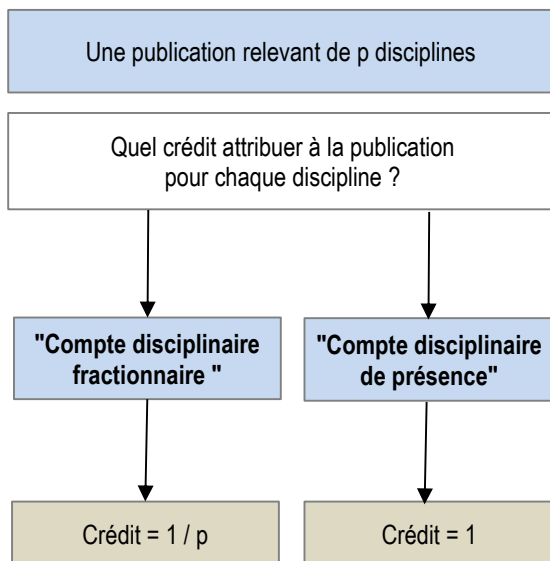 Une publication relevant de p disciplines
Quel crédit attribuer à la publication
pour chaque discipline ?
"Compte disciplinaire
fractionnaire "
"Compte disciplinaire
de présence"
Crédit = 1 / p
Crédit = 1